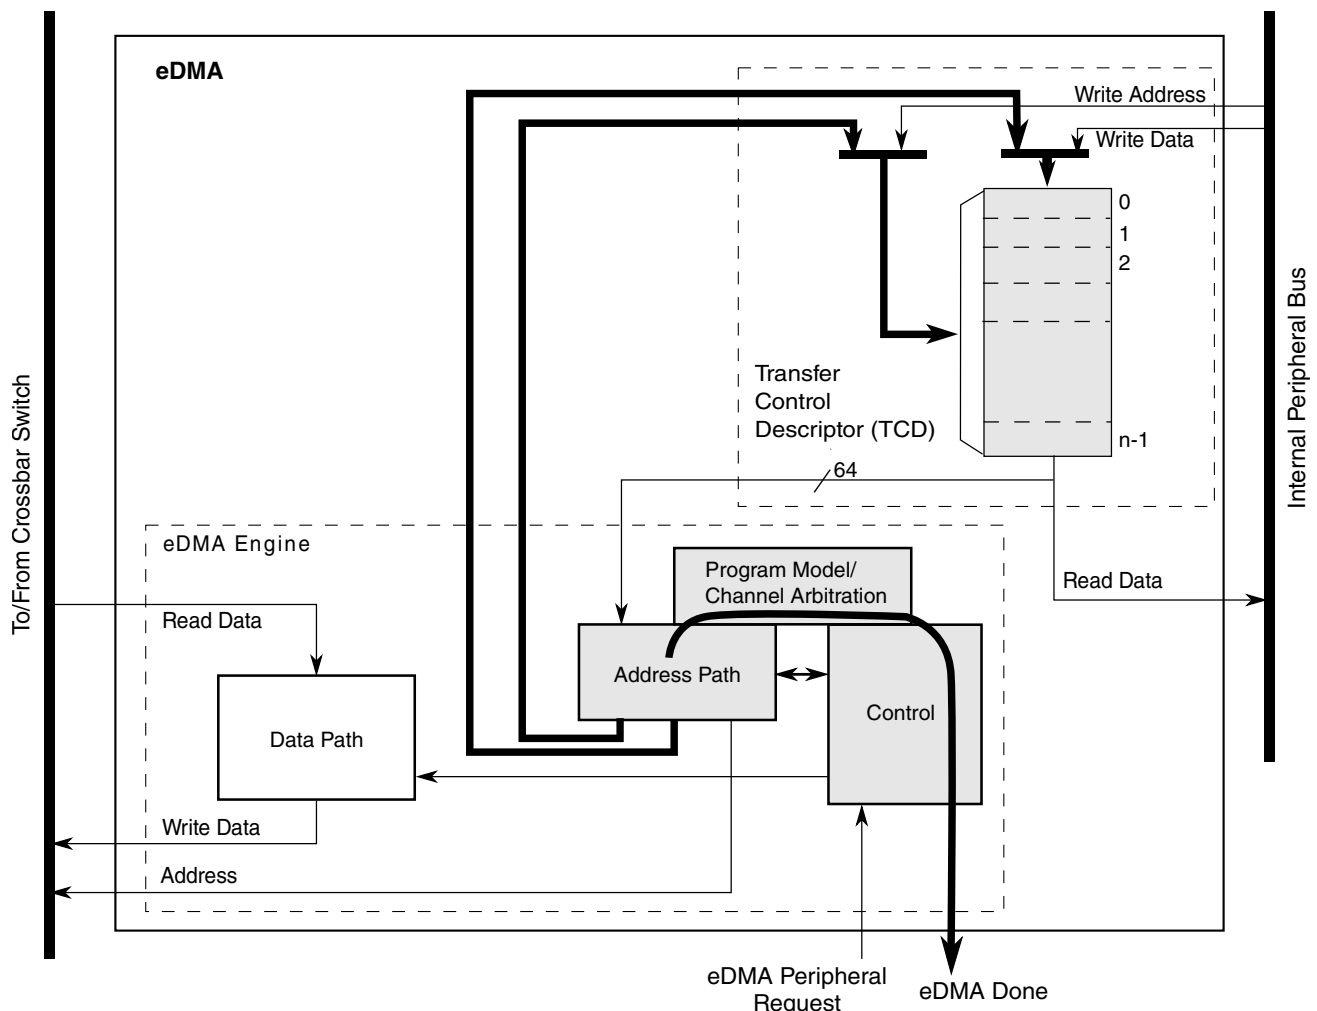 eDMA
Write Address
Write Data
0
1
2
n-1
Transfer
Control
Descriptor (TCD)
64
To/From Crossbar Switch
Internal Peripheral Bus
eDMA Engine
Program Model/
Channel Arbitration
Read Data
Read Data
Address Path
Control
Data Path
Write Data
Address
eDMA Peripheral
Request
eDMA Done